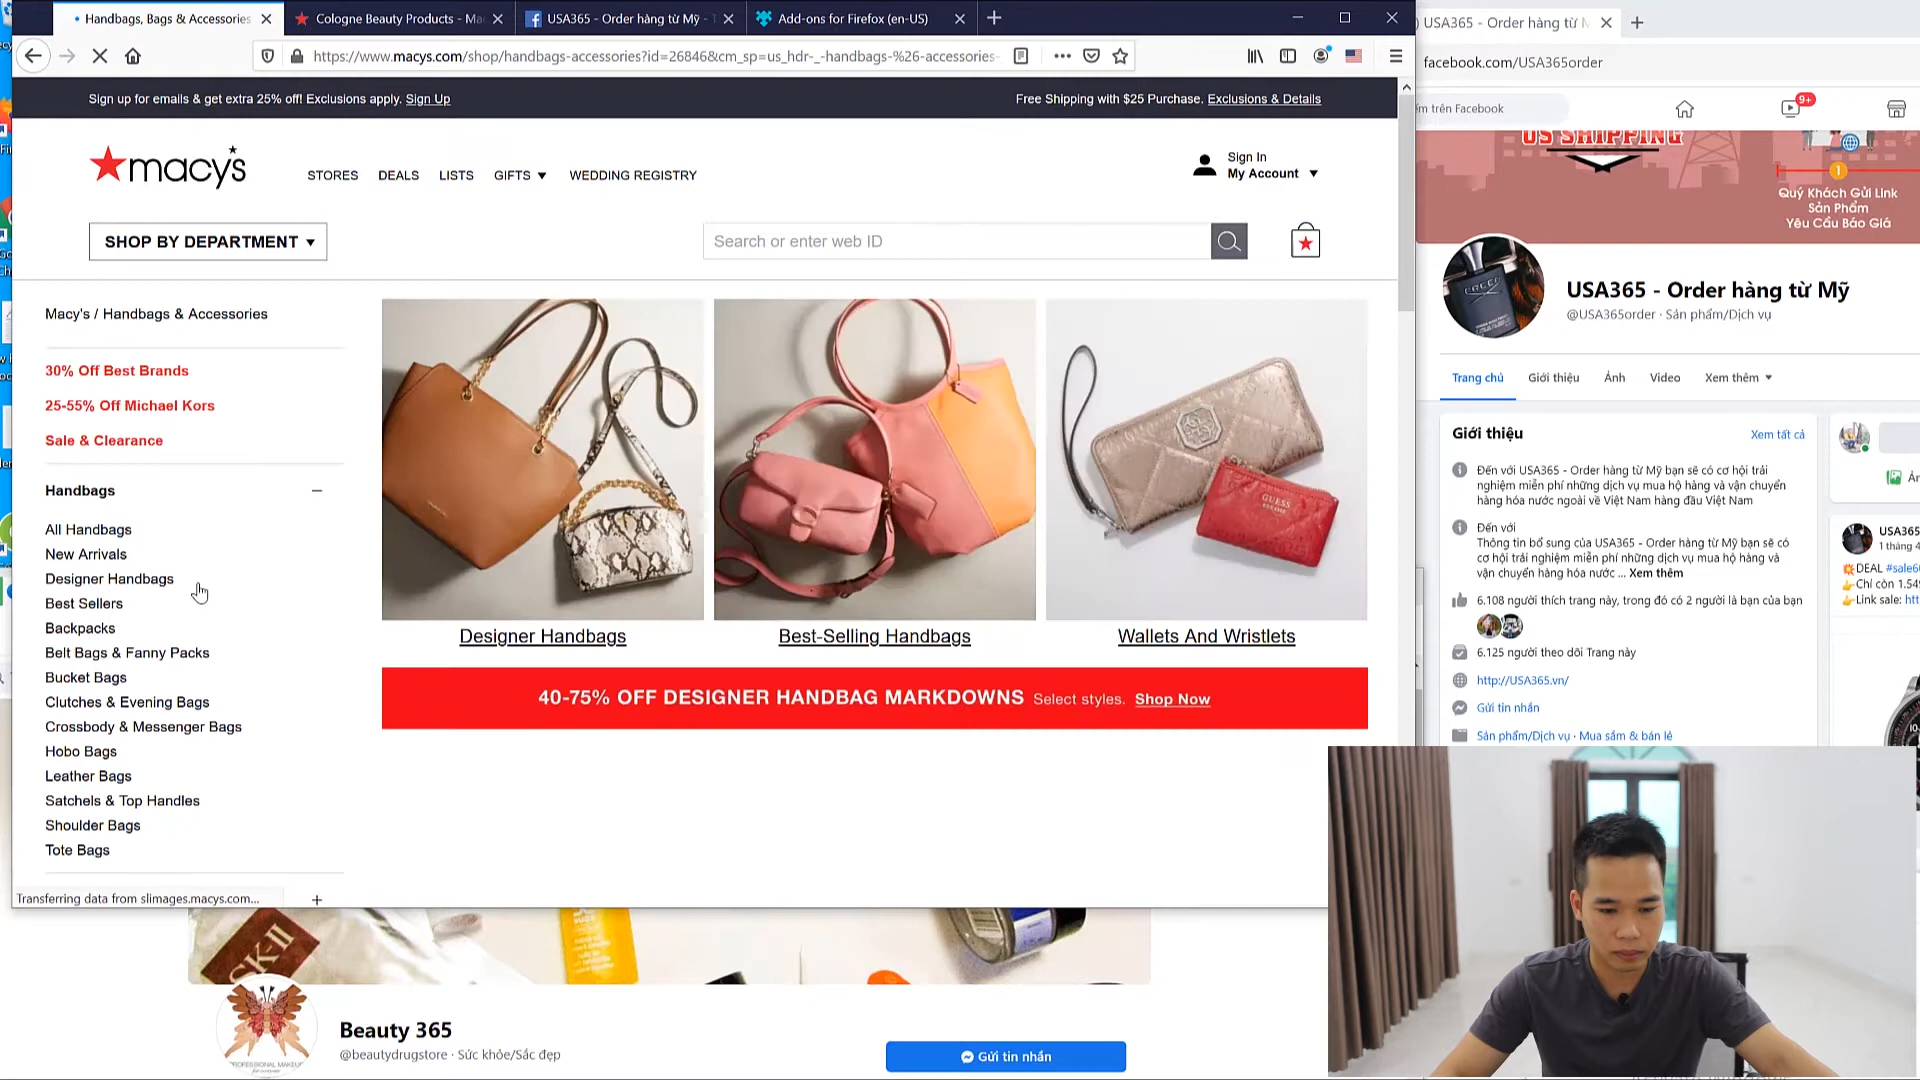 Handbags, Bags & Accessories
Cologne Beauty Products - Mac
USA365 - Order hàng từ Mỹ -
Add-ons for Firefox (en-US)
https://www.macys.com/shop/handbags-accessories?id=26846&cm_sp=us_hdr-_-handbags-%26-accessories-
Sign up for emails & get extra 25% off! Exclusions apply. Sign Up
Free Shipping with $25 Purchase. Exclusions & Details
macys
STORES
DEALS
LISTS
GIFTS
WEDDING REGISTRY
Sign In
My Account
SHOP BY DEPARTMENT
Search or enter web ID
Macy's / Handbags & Accessories
30% Off Best Brands
25-55% Off Michael Kors
Sale & Clearance
Handbags
All Handbags
New Arrivals
Designer Handbags
Best Sellers
Backpacks
Belt Bags & Fanny Packs
Bucket Bags
Clutches & Evening Bags
Crossbody & Messenger Bags
Hobo Bags
Leather Bags
Satchels & Top Handles
Shoulder Bags
Tote Bags
GUESS
Designer Handbags
Best-Selling Handbags
Wallets And Wristlets
40-75% OFF DESIGNER HANDBAG MARKDOWNS Select styles. Shop Now
Transferring data from slimages.macys.com...
SK-II
Beauty 365
@beautydrugstore · Sức khỏe/Sắc đẹp
Gửi tin nhắn
USA365 - Order hàng từ M
facebook.com/USA365order
ếm trên Facebook
9+
US SHIPPING
1
Quý Khách Gửi Link
Sản Phẩm
Yêu Cầu Báo Giá
CREED
USA365 - Order hàng từ Mỹ
@USA365order · Sản phẩm/Dịch vụ
Trang chủ
Giới thiệu
Ảnh
Video
Xem thêm
Giới thiệu
Xem tất cả
Đến với USA365 - Order hàng từ Mỹ bạn sẽ có cơ hội trải
nghiệm miễn phí những dịch vụ mua hộ hàng và vận chuyển
hàng hóa nước ngoài về Việt Nam hàng đầu Việt Nam
Đến với
Thông tin bổ sung của USA365 - Order hàng từ Mỹ bạn sẽ có
cơ hội trải nghiệm miễn phí những dịch vụ mua hộ hàng và
vận chuyển hàng hóa nước ... Xem thêm
6.108 người thích trang này, trong đó có 2 người là bạn của bạn
6.125 người theo dõi Trang này
http://USA365.vn/
Gửi tin nhắn
Sản phẩm/Dịch vụ · Mua sắm & bán lẻ
USA365
1 tháng 4
DEAL #sale6
Chỉ còn 1.54
Link sale: htt